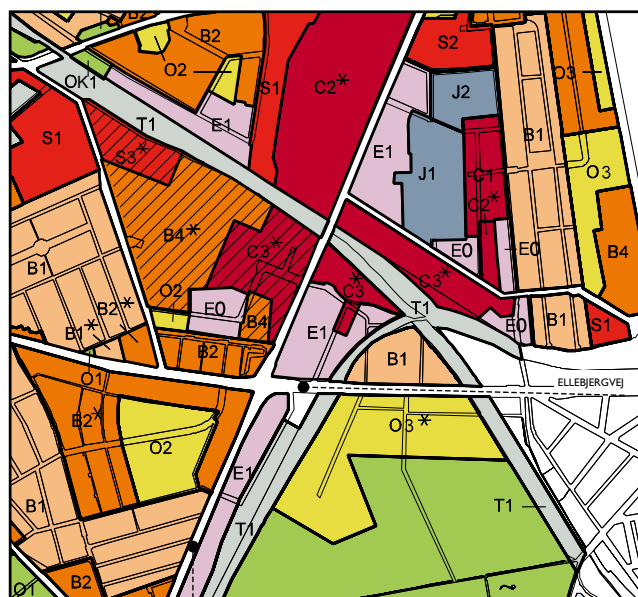 B2
S2
O2
O3
OK1
C2*
J2
S1
E1
T1
B1
S1
E1
S3*
J1
C1
O3
C2*
B4*
C3*
E0
E0
B4
B1
C3*
O2
C3*
B2*
E0
B4
T1
E0
B1*
E1
B1
S1
B2
B1
O1
ELLEBJERGVEJ
B2*
O3*
O2
E1
B1
T1
T1
B2
O1